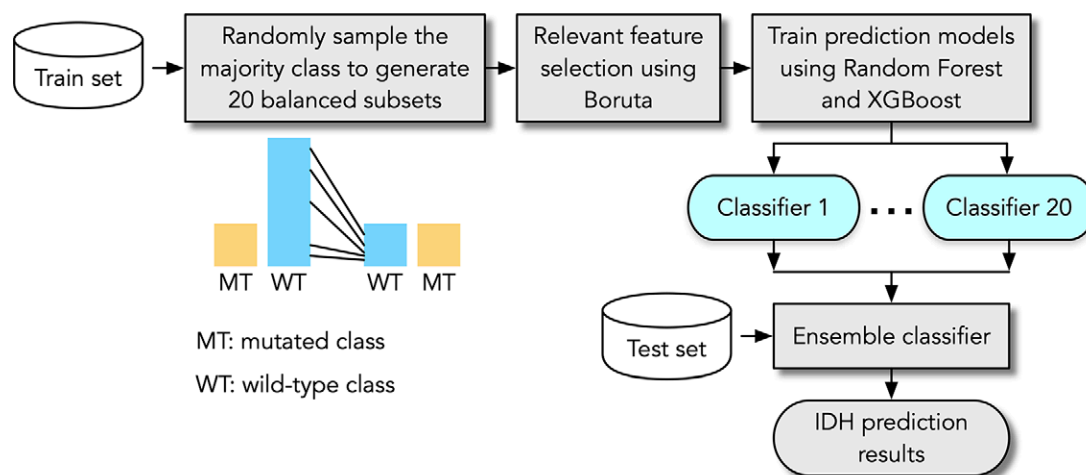 Train set
Randomly sample the
majority class to generate
20 balanced subsets
Relevant feature
selection using
Boruta
Train prediction models
using Random Forest
and XGBoost
Classifier 1
...
Classifier 20
MT
WT
WT
MT
MT: mutated class
WT: wild-type class
Test set
Ensemble classifier
IDH prediction
results